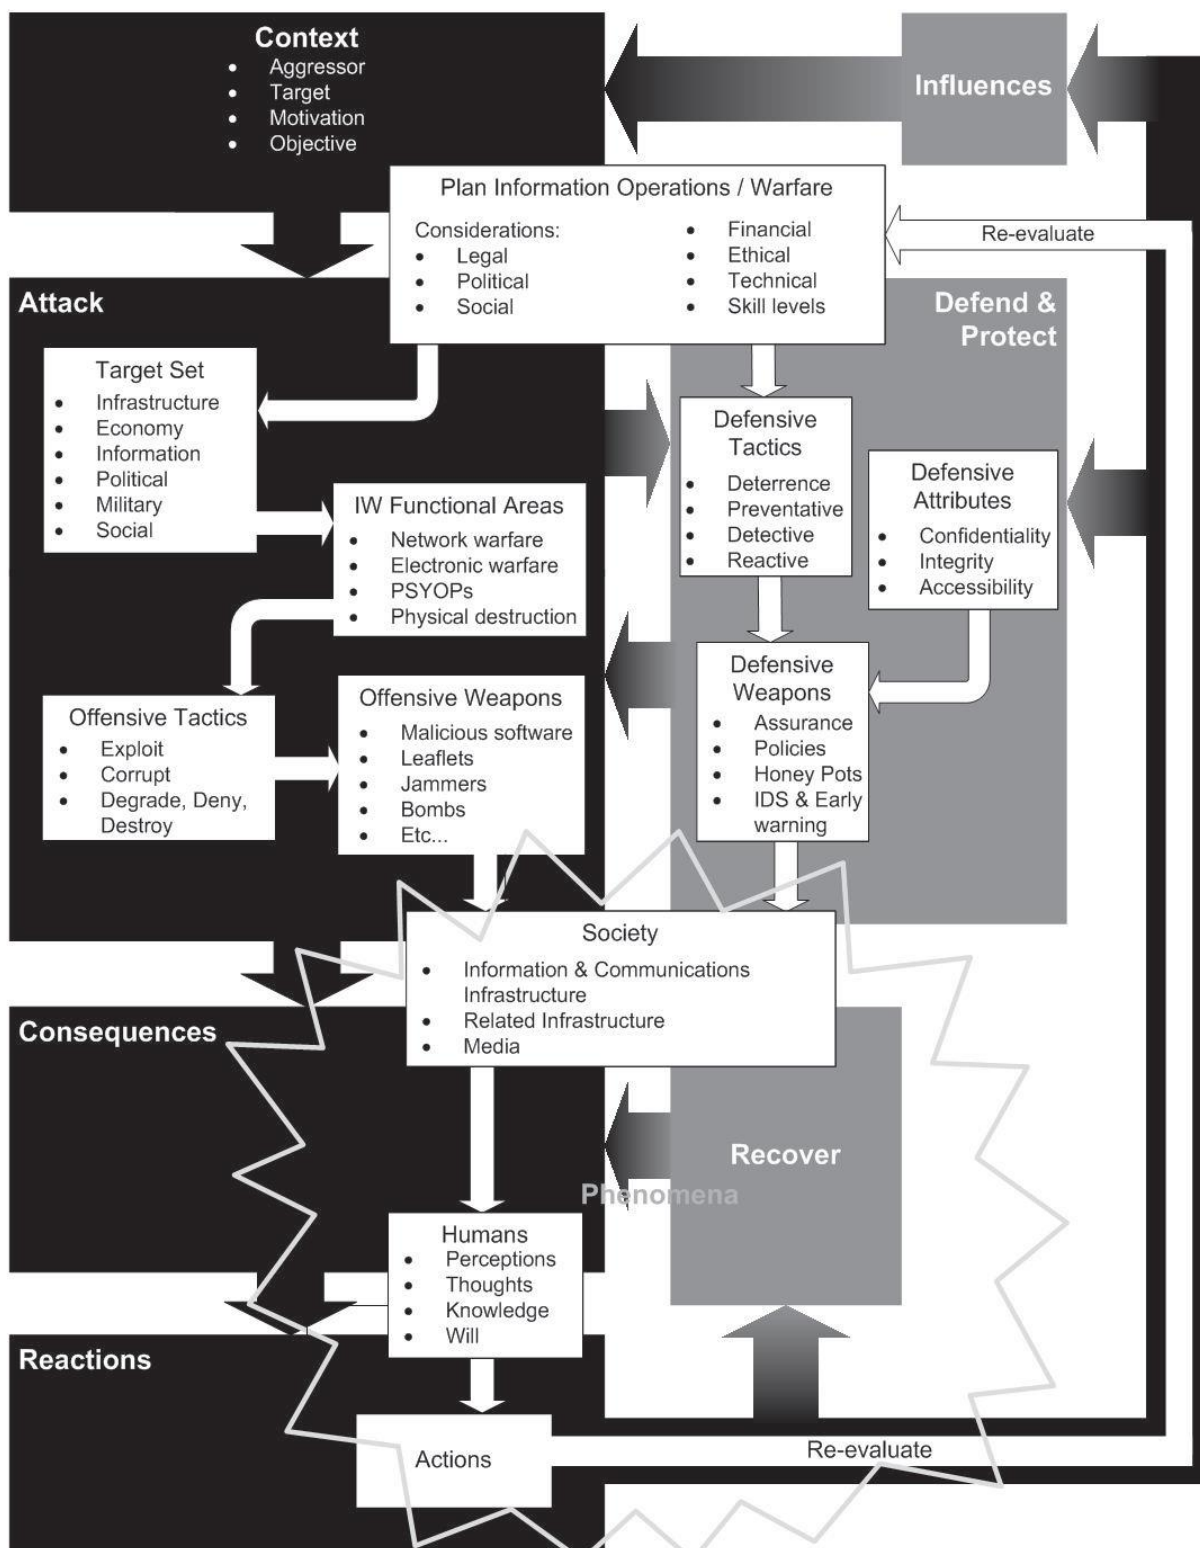 Context
• Aggressor
• Target
• Motivation
• Objective
Influences
Plan Information Operations / Warfare
Considerations:
• Legal
• Political
• Social
• Financial
• Ethical
• Technical
• Skill levels
Re-evaluate
Attack
Defend &
Protect
Target Set
• Infrastructure
• Economy
• Information
• Political
• Military
• Social
Defensive
Tactics
• Deterrence
• Preventative
• Detective
• Reactive
Defensive
Attributes
• Confidentiality
• Integrity
• Accessibility
IW Functional Areas
• Network warfare
• Electronic warfare
• PSYOPs
• Physical destruction
Offensive Tactics
• Exploit
• Corrupt
• Degrade, Deny,
Destroy
Offensive Weapons
• Malicious software
• Leaflets
• Jammers
• Bombs
• Etc...
Defensive
Weapons
• Assurance
• Policies
• Honey Pots
• IDS & Early
warning
Society
• Information & Communications
Infrastructure
• Related Infrastructure
• Media
Consequences
Recover
Phenomena
Humans
• Perceptions
• Thoughts
• Knowledge
• Will
Reactions
Actions
Re-evaluate